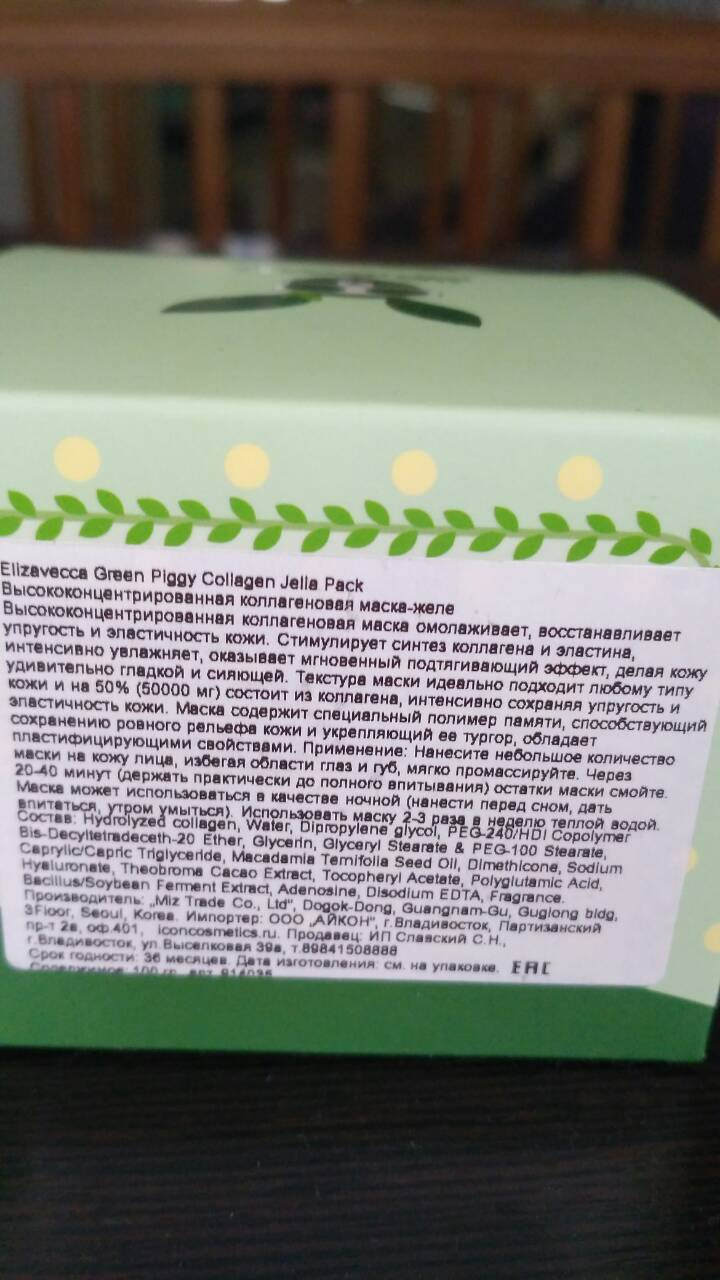 Elizavecca Green Piggy Collagen Jella Pack
Высококонцентрированная коллагеновая маска-желе
Высококонцентрированная коллагеновая маска омолаживает, восстанавливает
упругость и эластичность кожи. Стимулирует синтез коллагена и эластина,
интенсивно увлажняет, оказывает мгновенный подтягивающий эффект, делая кожу
удивительно гладкой и сияющей. Текстура маски идеально подходит любому типу
кожи и на 50% (50000 мг) состоит из коллагена, интенсивно сохраняя упругость и
эластичность кожи. Маска содержит специальный полимер памяти, способствующий
сохранению ровного рельефа кожи и укрепляющий ее тургор, обладает
пластифицирующими свойствами. Применение: Нанесите небольшое количество
маски на кожу лица, избегая области глаз и губ, мягко промассируйте. Через
20-40 минут (держать практически до полного впитывания) остатки маски смойте.
Маска может использоваться в качестве ночной (нанести перед сном, дать
впитаться, утром умыться). Использовать маску 2-3 раза в неделю теплой водой.
Состав: Hydrolyzed collagen, Water, Dipropylene glycol, PEG-240/HDI Copolymer
Bis-Decyltetradeceth-20 Ether, Glycerin, Glyceryl Stearate & PEG-100 Stearate,
Caprylic/Capric Triglyceride, Macadamia Ternifolia Seed Oil, Dimethicone, Sodium
Hyaluronate, Theobroma Cacao Extract, Tocopheryl Acetate, Polyglutamic Acid,
Bacillus/Soybean Ferment Extract, Adenosine, Disodium EDTA, Fragrance.
Производитель: „Miz Trade Co., Ltd", Dogok-Dong, Guangnam-Gu, Guglong bldg,
3Floor, Seoul, Korea. Импортер: ООО „АЙКОН", г.Владивосток, Партизанский
пр-т 2в, оф.401, iconcosmetics.ru. Продавец: ИП Славский С.Н.,
г.Владивосток, ул.Выселковая 39в, т.89841508888
Срок годности: 36 месяцев. Дата изготовления: см. на упаковке. EAC
Содержимое: 100 гр. арт. 914035